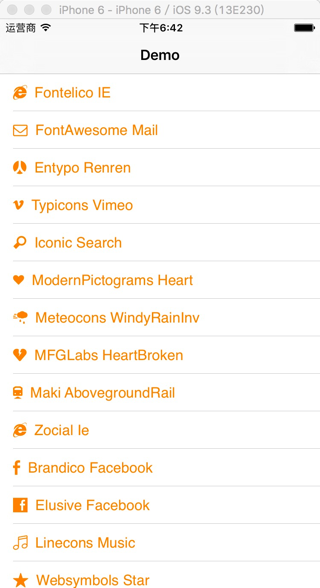 iPhone 6 - iPhone 6 / iOS 9.3 (13E230)
运营商 下午6:42
Demo
Fontelico IE
FontAwesome Mail
Entypo Renren
Typicons Vimeo
Iconic Search
ModernPictograms Heart
Meteocons WindyRainInv
MFGLabs HeartBroken
Maki AbovegroundRail
Zocial Ie
Brandico Facebook
Elusive Facebook
Linecons Music
Websymbols Star